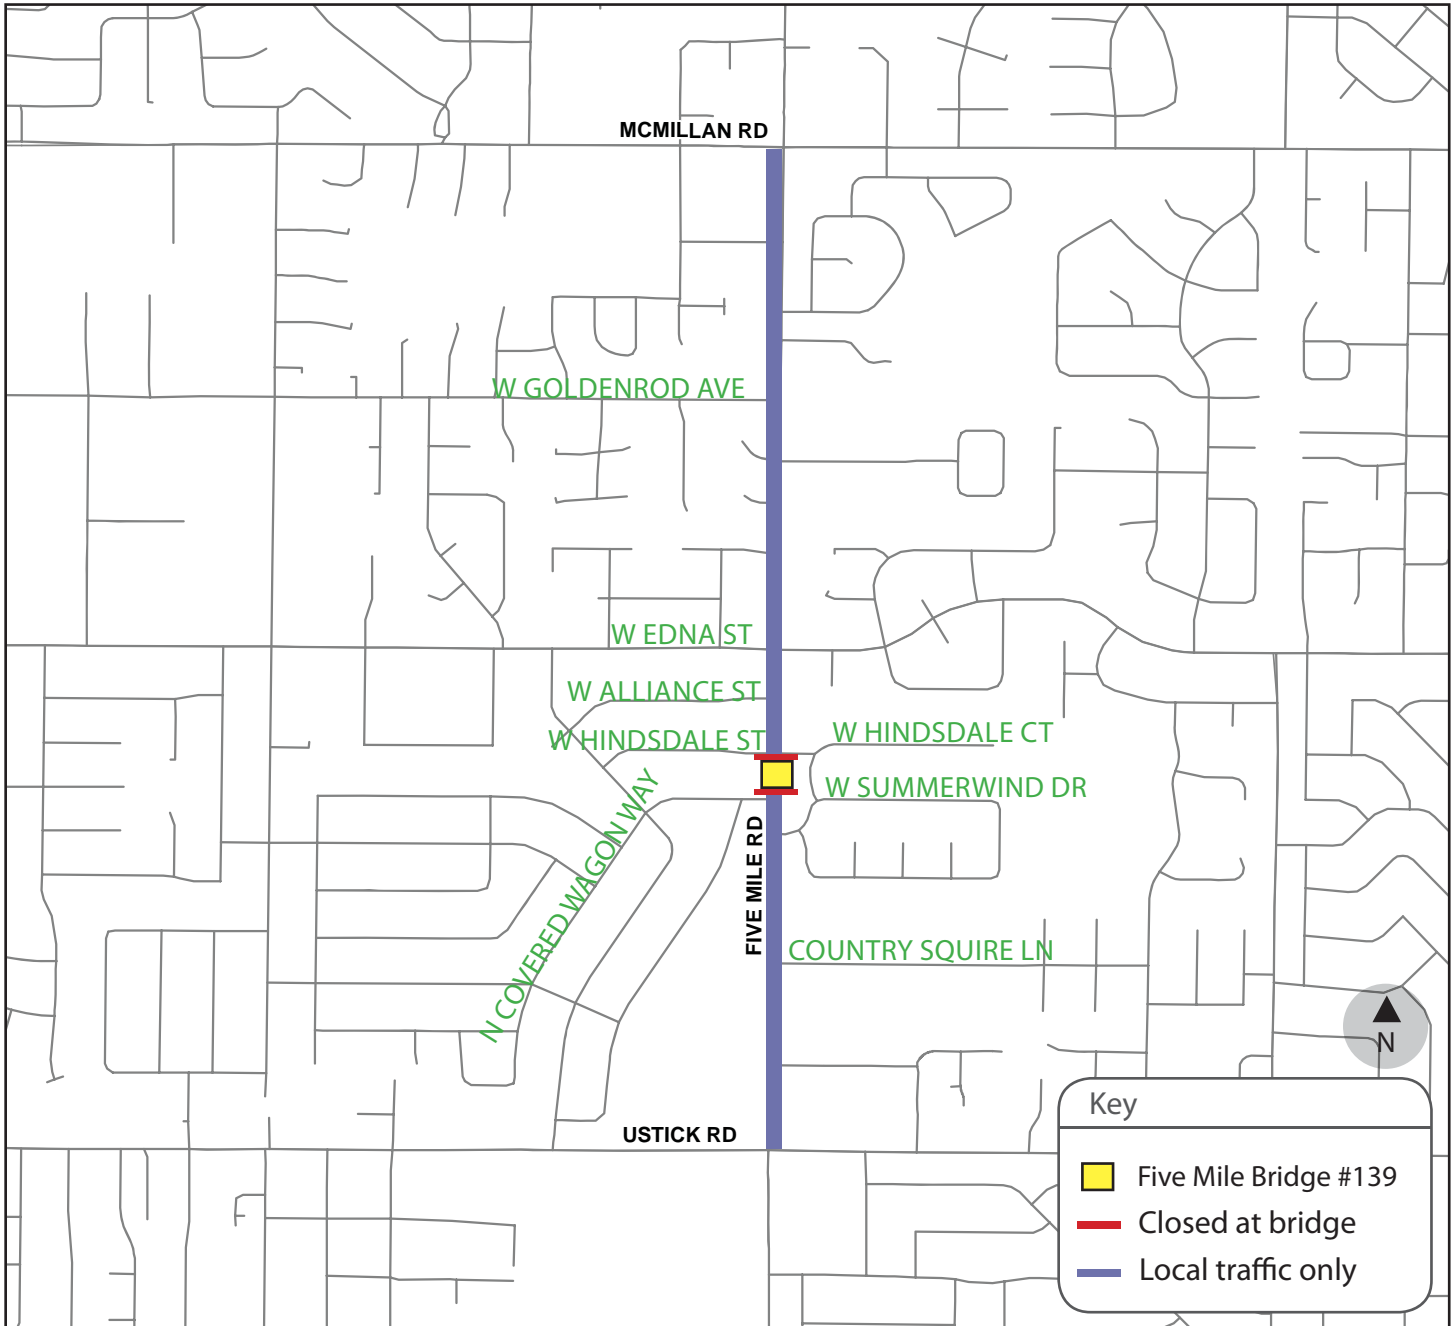 MCMILLAN RD
W GOLDENROD AVE
W EDNA ST
W ALLIANCE ST
W HINDSDALE ST
W HINDSDALE CT
W SUMMERWIND DR
N COVERED WAGON WAY
FIVE MILE RD
COUNTRY SQUIRE LN
USTICK RD
N
Key
Five Mile Bridge #139
Closed at bridge
Local traffic only